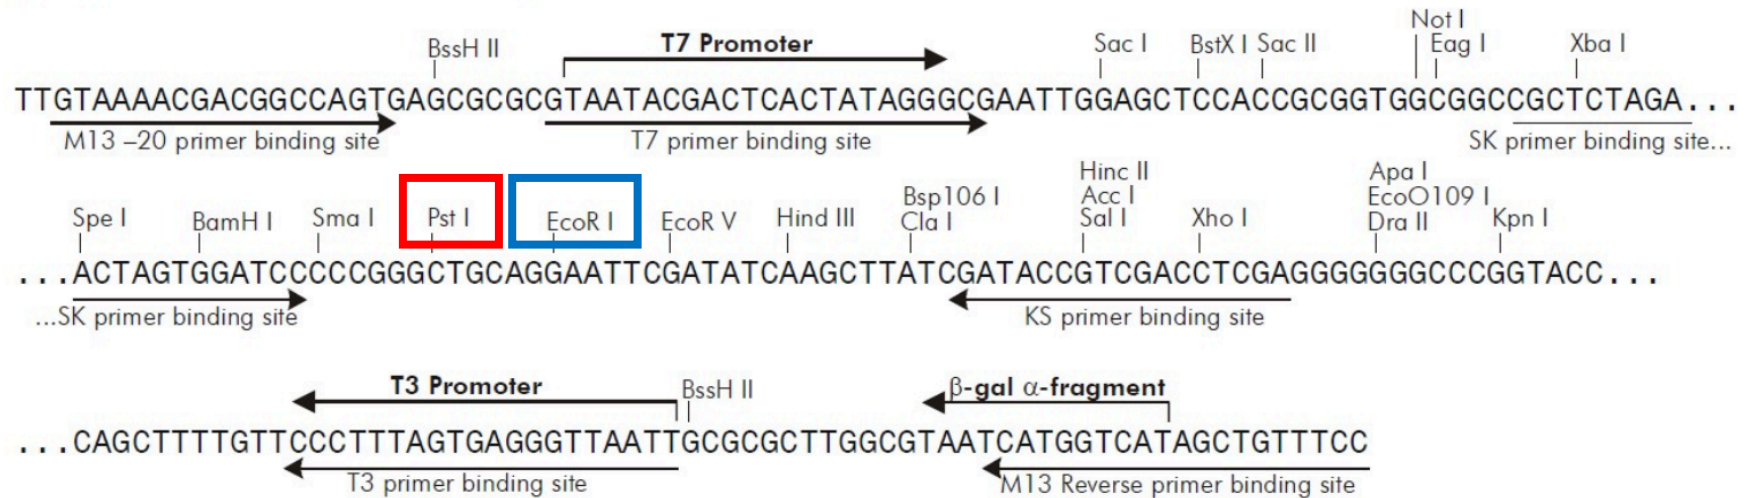 Not I
BssH II T7 Promoter Sac I BstX I Sac II Eag I Xba I
TTGTAAAACGACGGCCAGTGAGCGCGCGTAATACGACTCACTATAGGGCGAATTGGAGCTCCACCGCGGTGGCGGCCGCTCTAGA...
M13 –20 primer binding site T7 primer binding site SK primer binding site...
Hinc II Apa I
Bsp106 I Acc I EcoO109 I
Spe I BamH I Sma I Pst I EcoR I EcoR V Hind III Cla I Sal I Xho I Dra II Kpn I
...ACTAGTGGATCCCCCGGGCTGCAGGAATTCGATATCAAGCTTATCGATACCGTCGACCTCGAGGGGGGGCCCGGTACC...
...SK primer binding site KS primer binding site
T3 Promoter BssH II β-gal α-fragment
...CAGCTTTTGTTCCCTTTAGTGAGGGTTAATTGCGCGCTTGGCGTAATCATGGTCATAGCTGTTTCC
T3 primer binding site M13 Reverse primer binding site